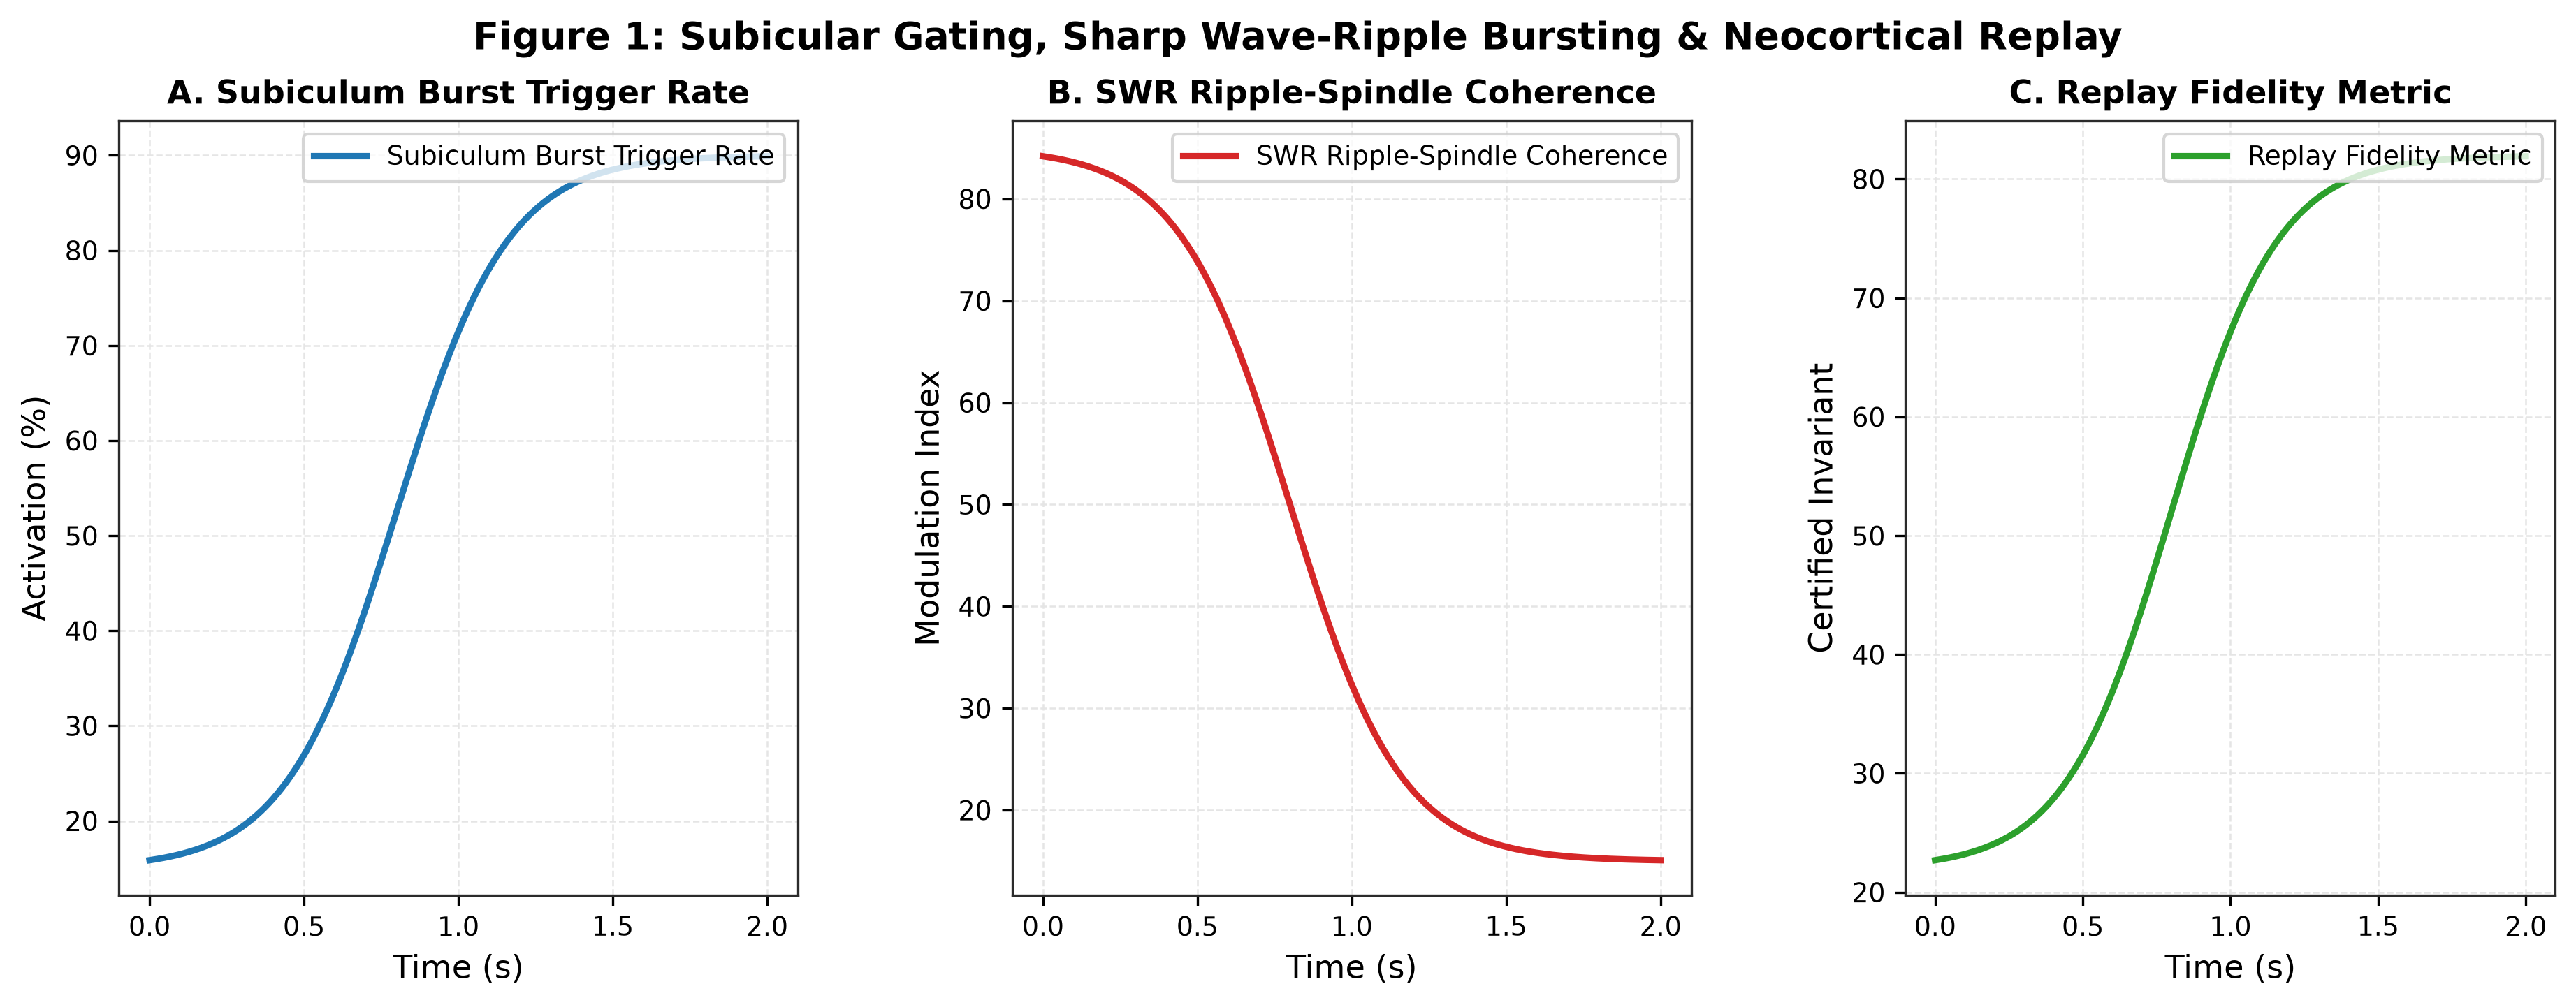 Figure 1: Subicular Gating, Sharp Wave-Ripple Bursting & Neocortical Replay
A. Subiculum Burst Trigger Rate
Subiculum Burst Trigger Rate
Activation (%)
90
80
70
60
50
40
30
20
0.0 0.5 1.0 1.5 2.0
Time (s)
B. SWR Ripple-Spindle Coherence
SWR Ripple-Spindle Coherence
Modulation Index
80
70
60
50
40
30
20
0.0 0.5 1.0 1.5 2.0
Time (s)
C. Replay Fidelity Metric
Replay Fidelity Metric
Certified Invariant
80
70
60
50
40
30
20
0.0 0.5 1.0 1.5 2.0
Time (s)